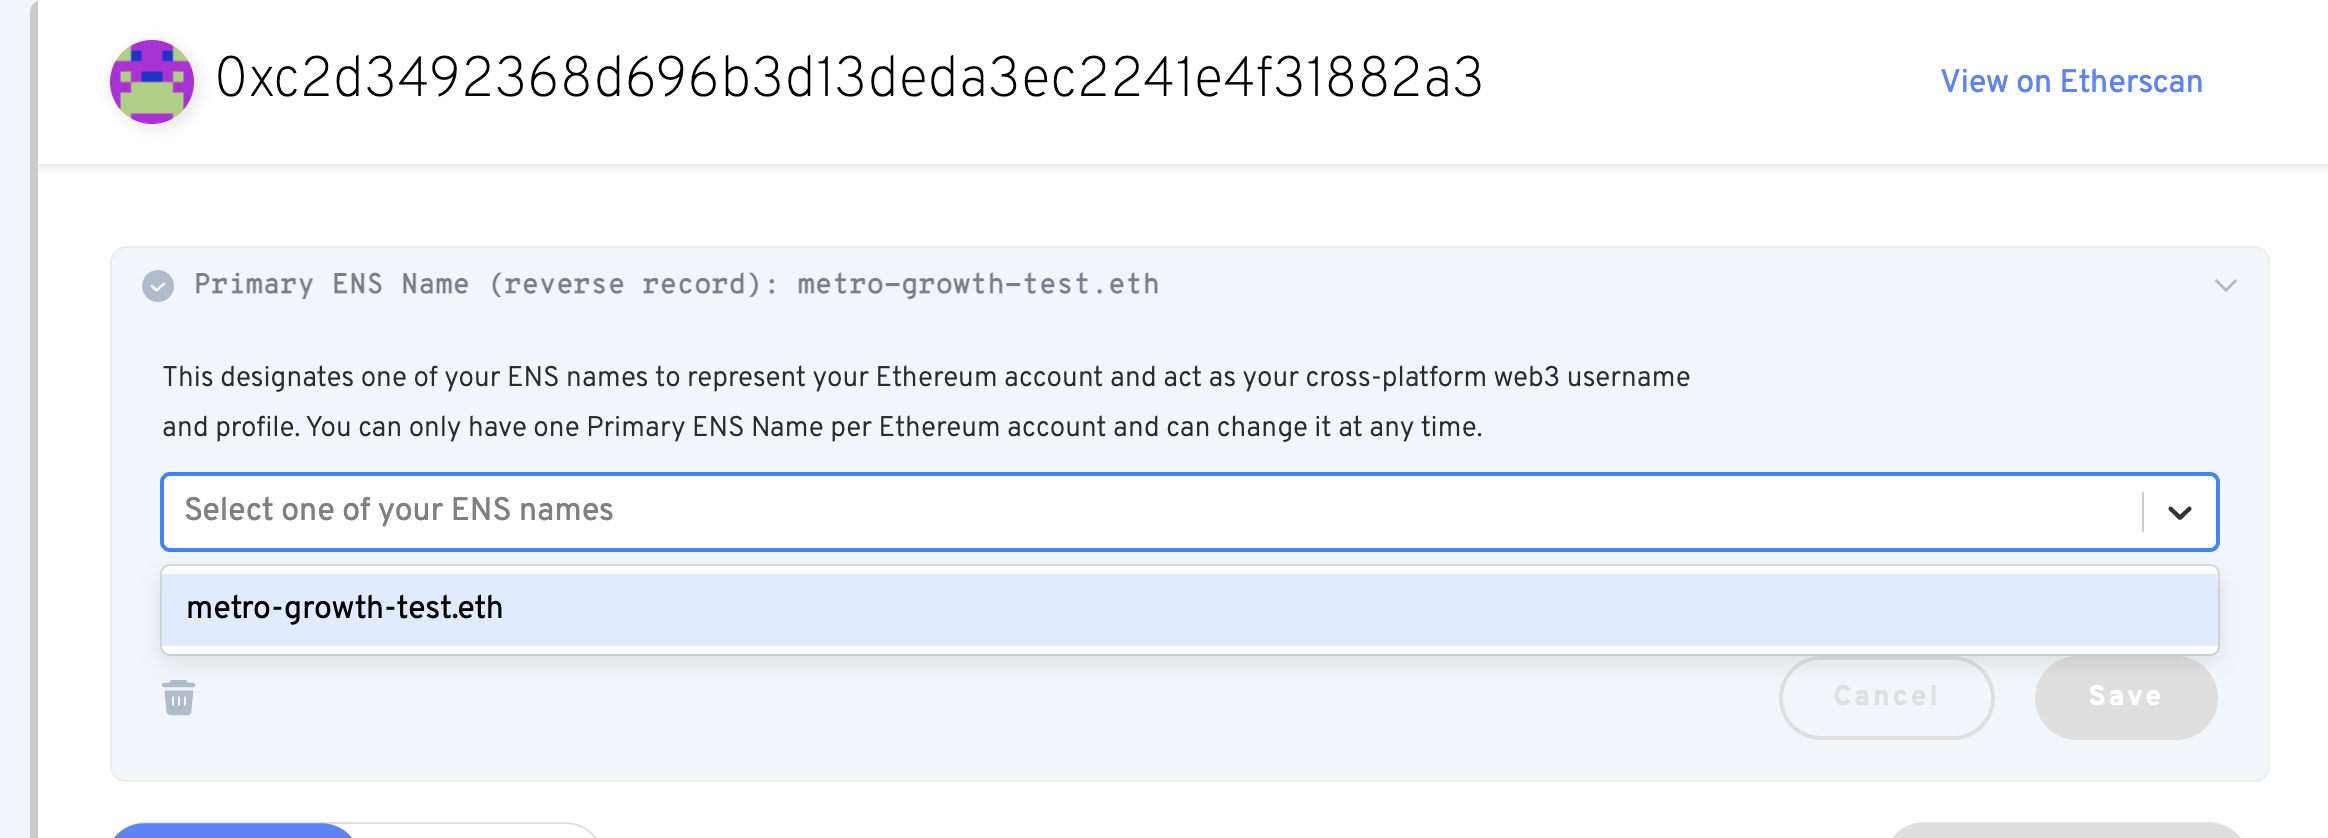 0xc2d3492368d696b3d13deda3ec2241e4f31882a3
View on Etherscan
Primary ENS Name (reverse record): metro-growth-test.eth
This designates one of your ENS names to represent your Ethereum account and act as your cross-platform web3 username
and profile. You can only have one Primary ENS Name per Ethereum account and can change it at any time.
Select one of your ENS names
metro-growth-test.eth
Cancel
Save